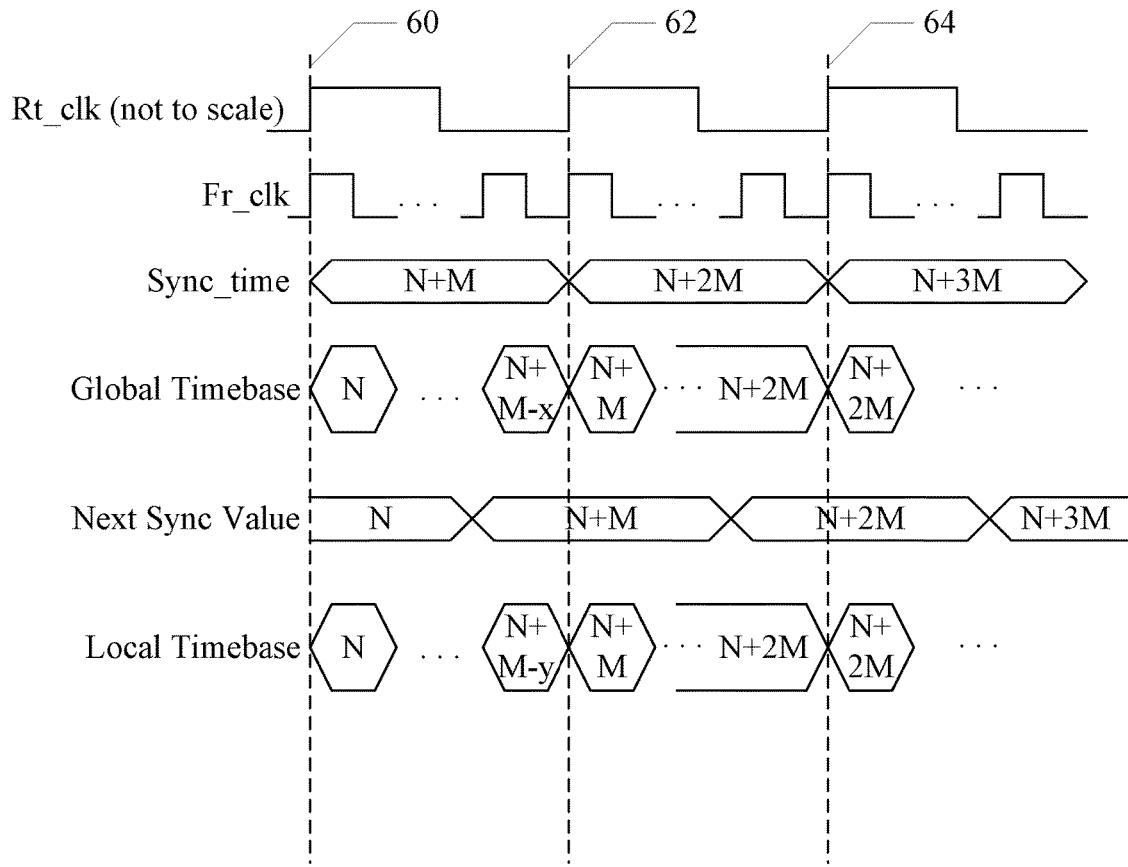 60 62 64
Rt_clk (not to scale)
Fr_clk ... ... ...
Sync_time N+M N+2M N+3M
Global Timebase N ... N+ M-x N+ M ... N+2M N+ 2M ...
Next Sync Value N N+M N+2M N+3M
Local Timebase N ... N+ M-y N+ M ... N+2M N+ 2M ...